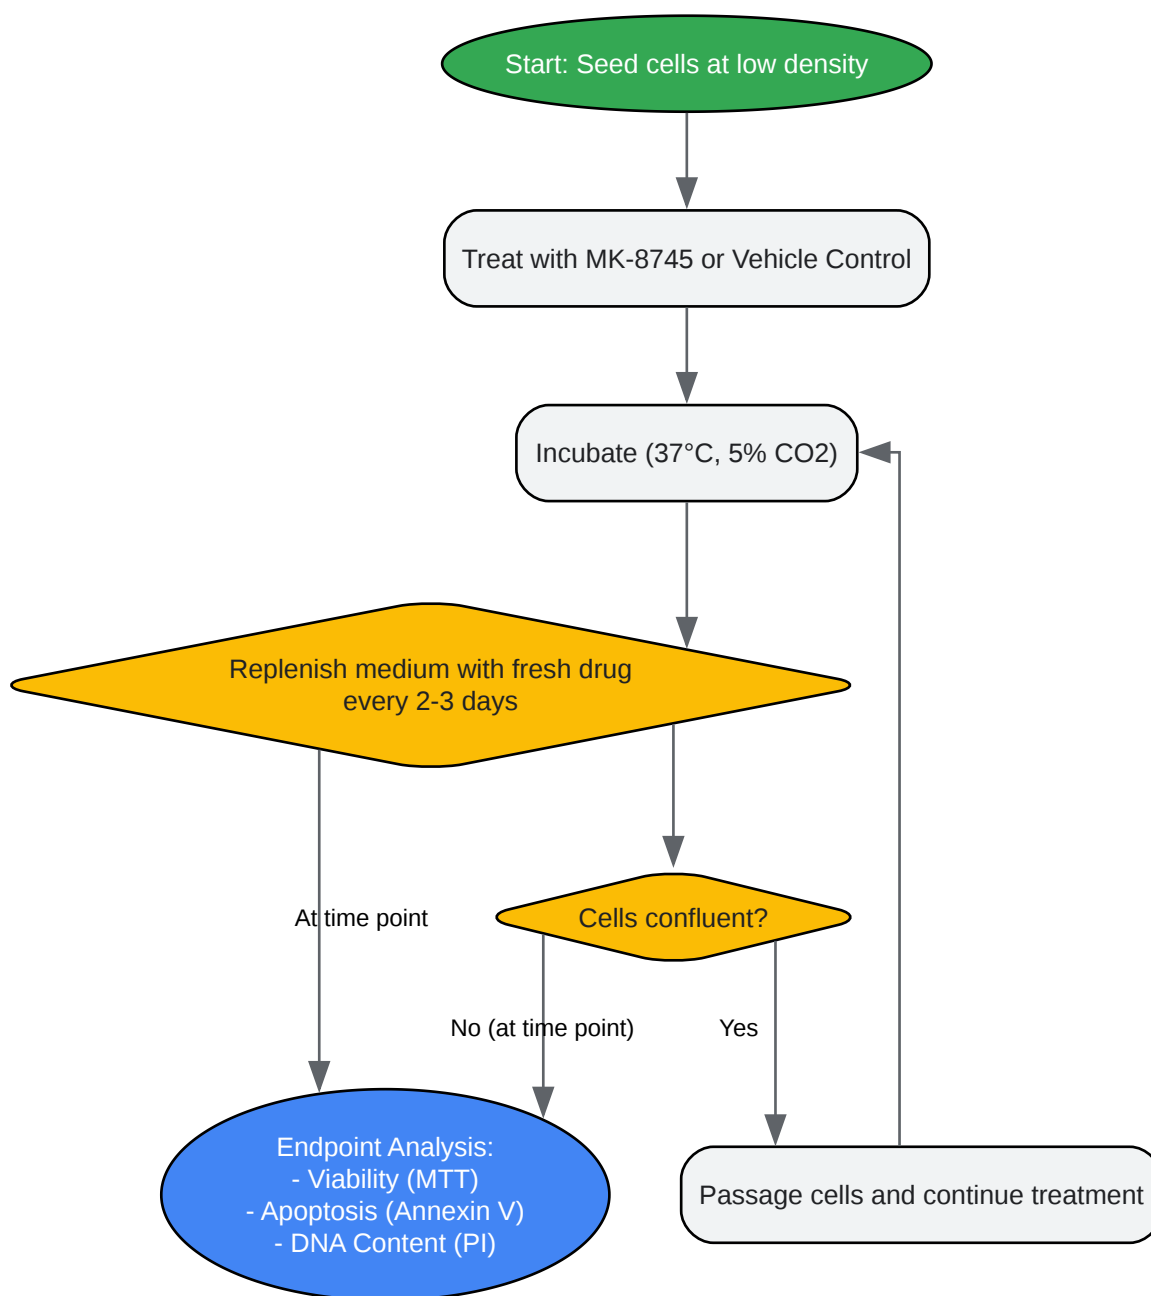 Start: Seed cells at low density
Treat with MK-8745 or Vehicle Control
Incubate (37°C, 5% CO2)
Replenish medium with fresh drug
every 2-3 days
At time point
Cells confluent?
No (at time point)
Yes
Endpoint Analysis:
- Viability (MTT)
- Apoptosis (Annexin V)
- DNA Content (PI)
Passage cells and continue treatment